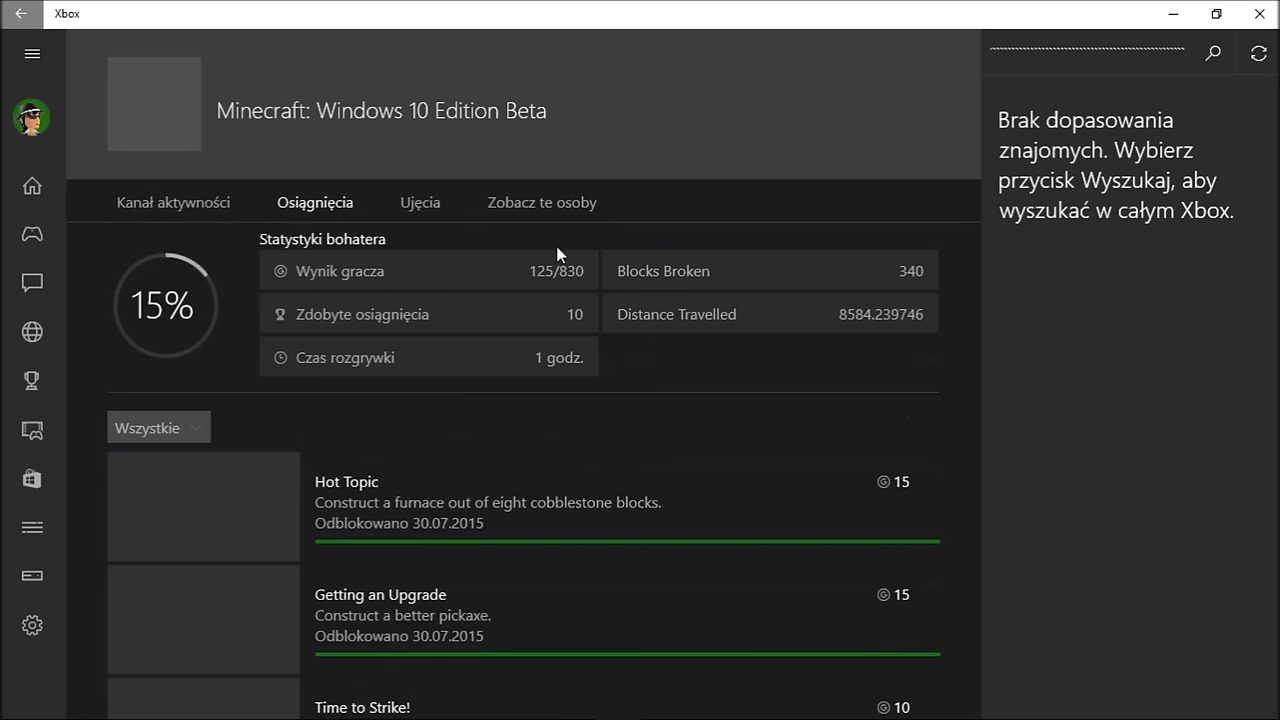 Xbox
Minecraft: Windows 10 Edition Beta
Kanał aktywności Osiągnięcia Ujęcia Zobacz te osoby
Statystyki bohatera
15%
Wynik gracza 125/830
Blocks Broken 340
Zdobyte osiągnięcia 10
Distance Travelled 8584.239746
Czas rozgrywki 1 godz.
Wszystkie
Hot Topic 15
Construct a furnace out of eight cobblestone blocks.
Odblokowano 30.07.2015
Getting an Upgrade 15
Construct a better pickaxe.
Odblokowano 30.07.2015
Time to Strike! 10
Brak dopasowania
znajomych. Wybierz
przycisk Wyszukaj, aby
wyszukać w całym Xbox.